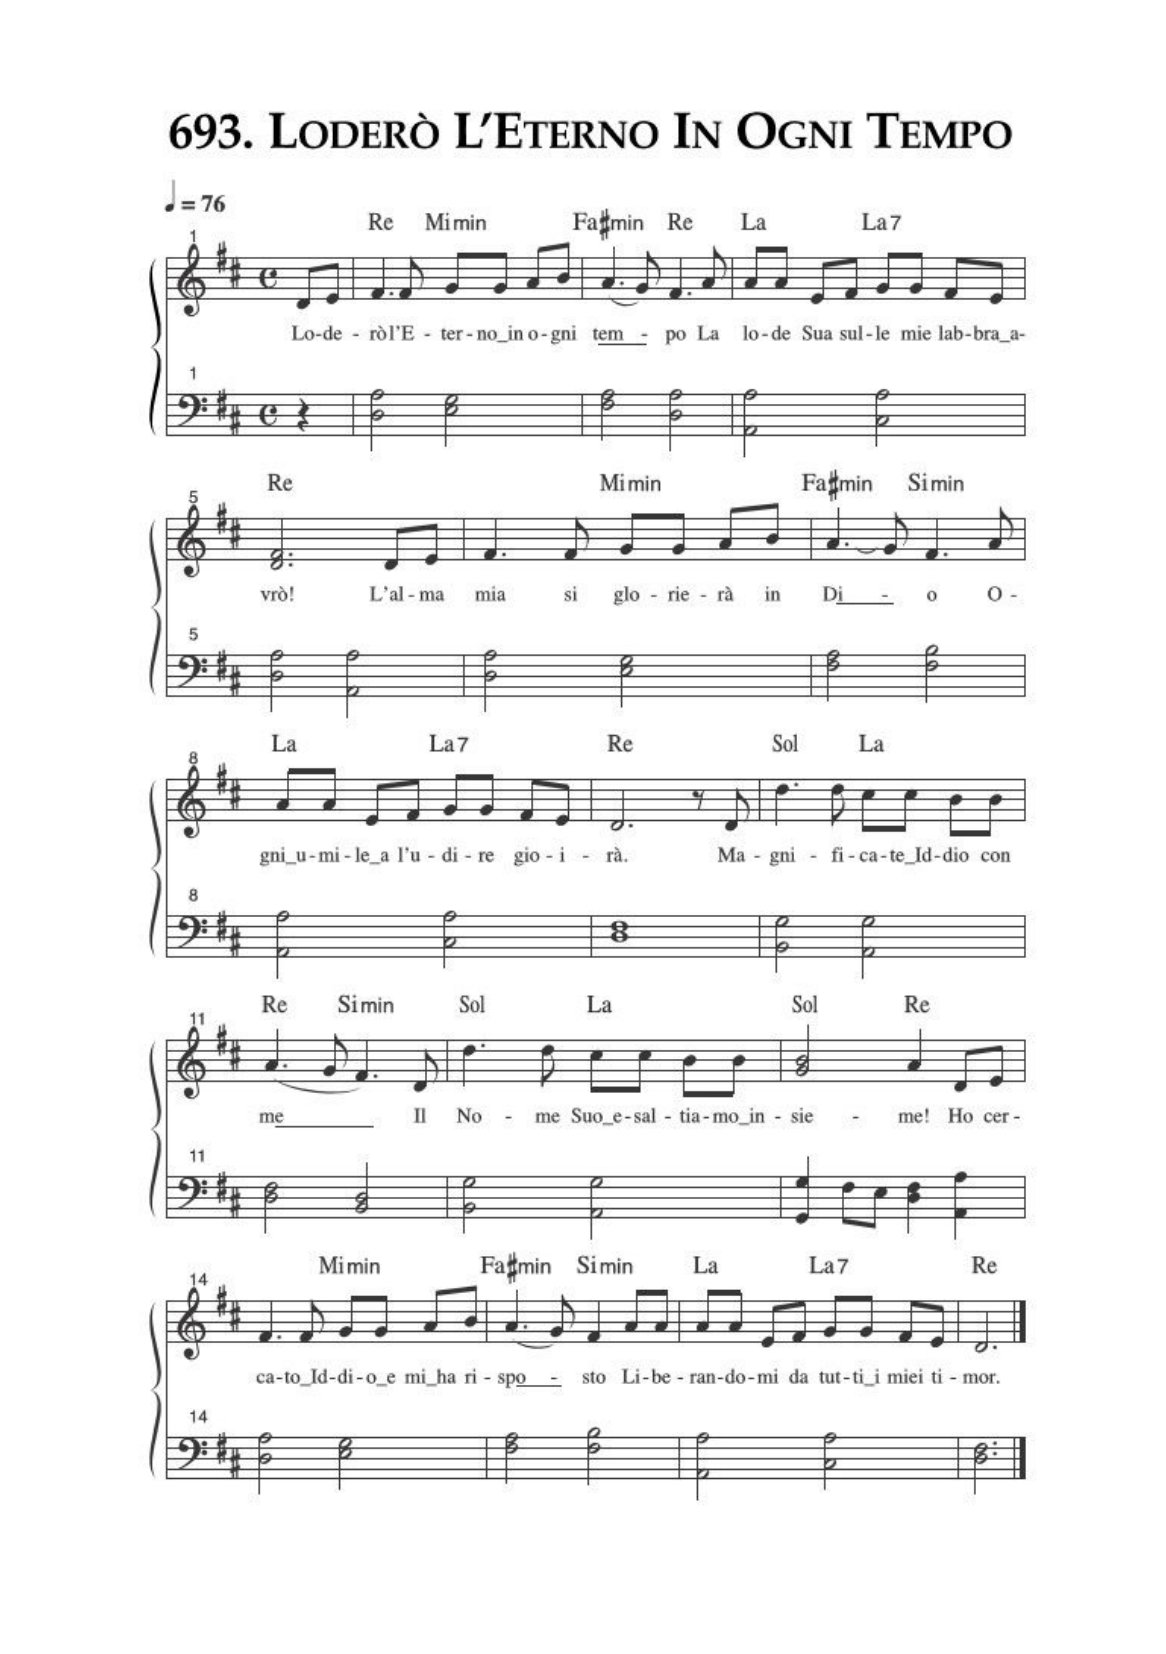 693. LODERÒ L'ETERNO IN OGNI TEMPO
= 76
Re Mimin Fa#min Re La La7
1
Lo-de - rò l'E - ter-no_in o-gni tem - po La lo-de Sua sul-le mie lab-bra_a-
1
Re Mimin Fa#min Simin
5
vrò! L'al-ma mia si glo - rie - rà in Di - o O -
5
La La7 Re Sol La
8
gni_u-mi-le_a l'u-di-re gio-i - rà. Ma - gni - fi-ca-te_Id-dio con
8
Re Simin Sol La Sol Re
11
me Il No - me Suo_e-sal-tia-mo_in-sie - me! Ho cer-
11
Mimin Fa#min Simin La La7 Re
14
ca-to_Id-di-o_e mi_ha ri-spo - sto Li-be-ran-do-mi da tut-ti_i miei ti-mor.
14